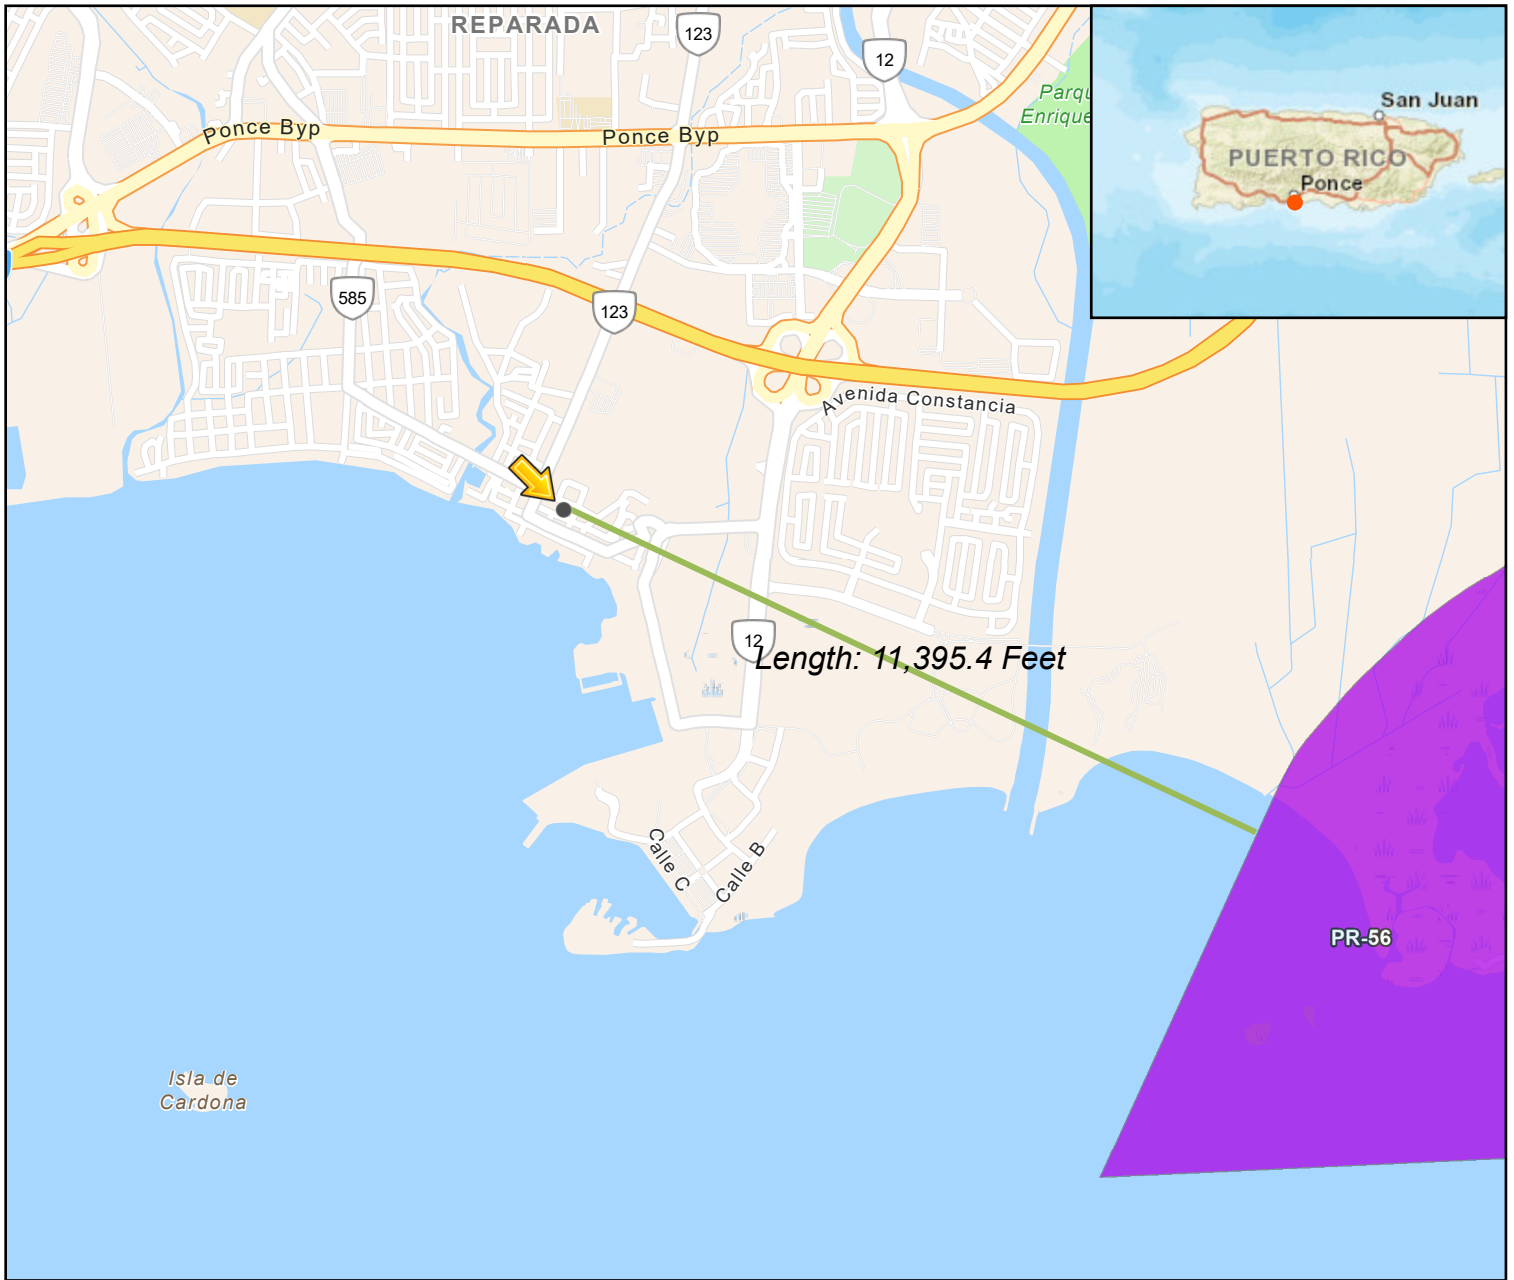 REPARADA
123
12
Parqu
Enrique
San Juan
PUERTO RICO
Ponce
Ponce Byp
Ponce Byp
585
123
Avenida Constancia
12
Length: 11,395.4 Feet
Calle C
Calle B
PR-56
Isla de
Cardona